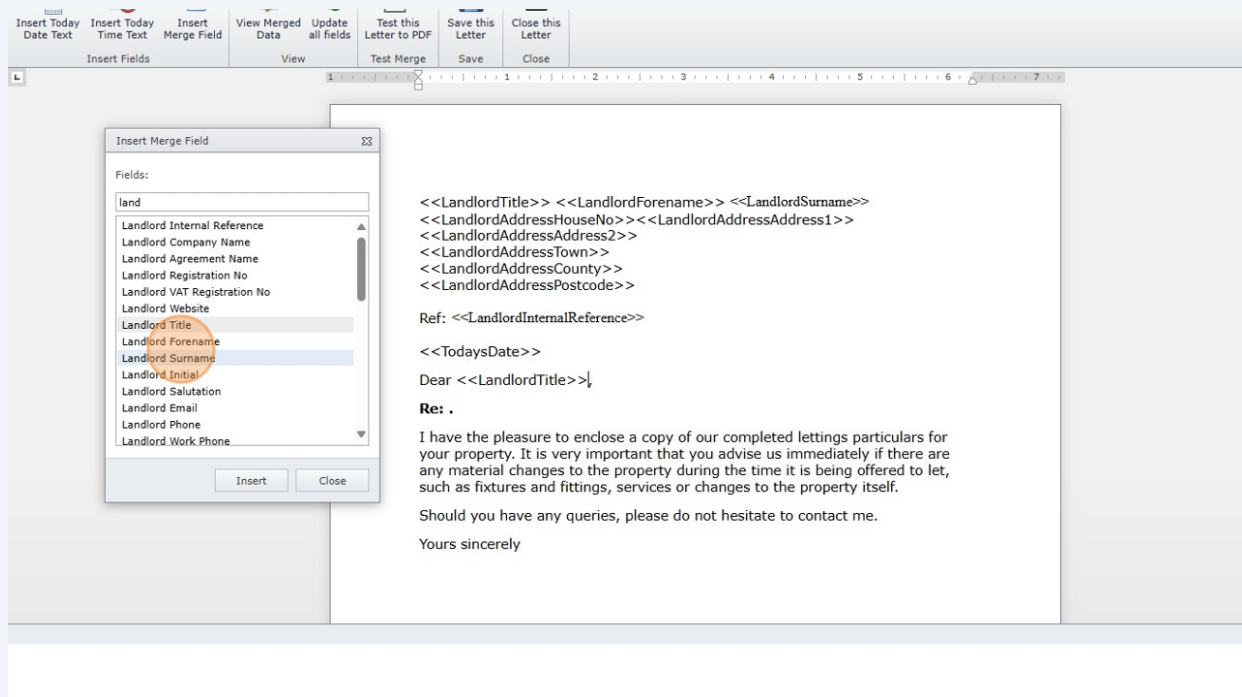 Insert Today Insert Today Insert View Merged Update Test this Save this Close this
Date Text Time Text Merge Field Data all fields Letter to PDF Letter Letter
Insert Fields View Test Merge Save Close
L
1 1 2 3 4 5 6 7
Insert Merge Field
Fields:
land
Landlord Internal Reference
Landlord Company Name
Landlord Agreement Name
Landlord Registration No
Landlord VAT Registration No
Landlord Website
Landlord Title
Landlord Forename
Landlord Surname
Landlord Initial
Landlord Salutation
Landlord Email
Landlord Phone
Landlord Work Phone
Insert Close
<<LandlordTitle>> <<LandlordForename>> <<LandlordSurname>>
<<LandlordAddressHouseNo>><<LandlordAddressAddress1>>
<<LandlordAddressAddress2>>
<<LandlordAddressTown>>
<<LandlordAddressCounty>>
<<LandlordAddressPostcode>>
Ref: <<LandlordInternalReference>>
<<TodaysDate>>
Dear <<LandlordTitle>>,
Re: .
I have the pleasure to enclose a copy of our completed lettings particulars for
your property. It is very important that you advise us immediately if there are
any material changes to the property during the time it is being offered to let,
such as fixtures and fittings, services or changes to the property itself.
Should you have any queries, please do not hesitate to contact me.
Yours sincerely